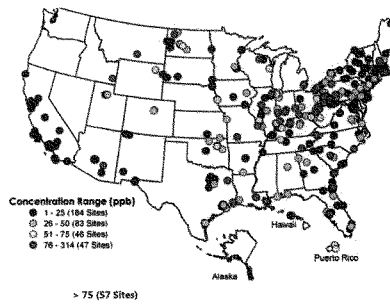 Concentration Range (ppb)
1 - 25 (184 Sites)
26 - 50 (83 Sites)
51 - 75 (46 Sites)
76 - 314 (47 Sites)
Hawaii
Puerto Rico
Alaska
> 75 (57 Sites)